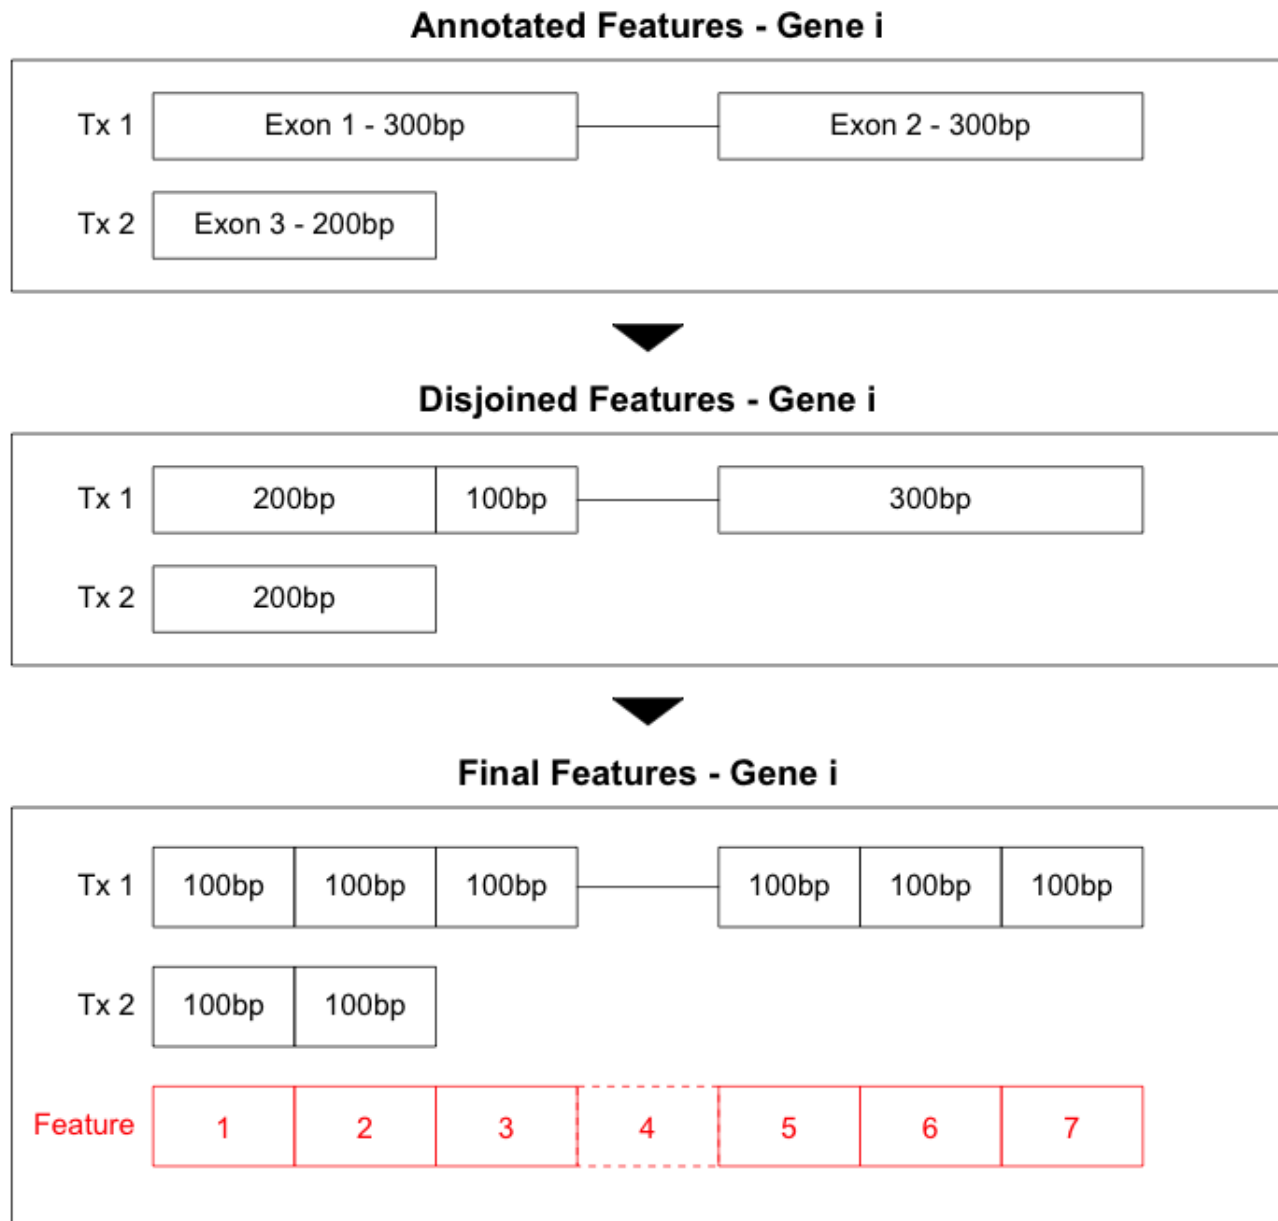 Annotated Features - Gene i
Tx 1 Exon 1 - 300bp Exon 2 - 300bp
Tx 2 Exon 3 - 200bp
Disjoined Features - Gene i
Tx 1 200bp 100bp 300bp
Tx 2 200bp
Final Features - Gene i
Tx 1 100bp 100bp 100bp 100bp 100bp 100bp
Tx 2 100bp 100bp
Feature 1 2 3 4 5 6 7